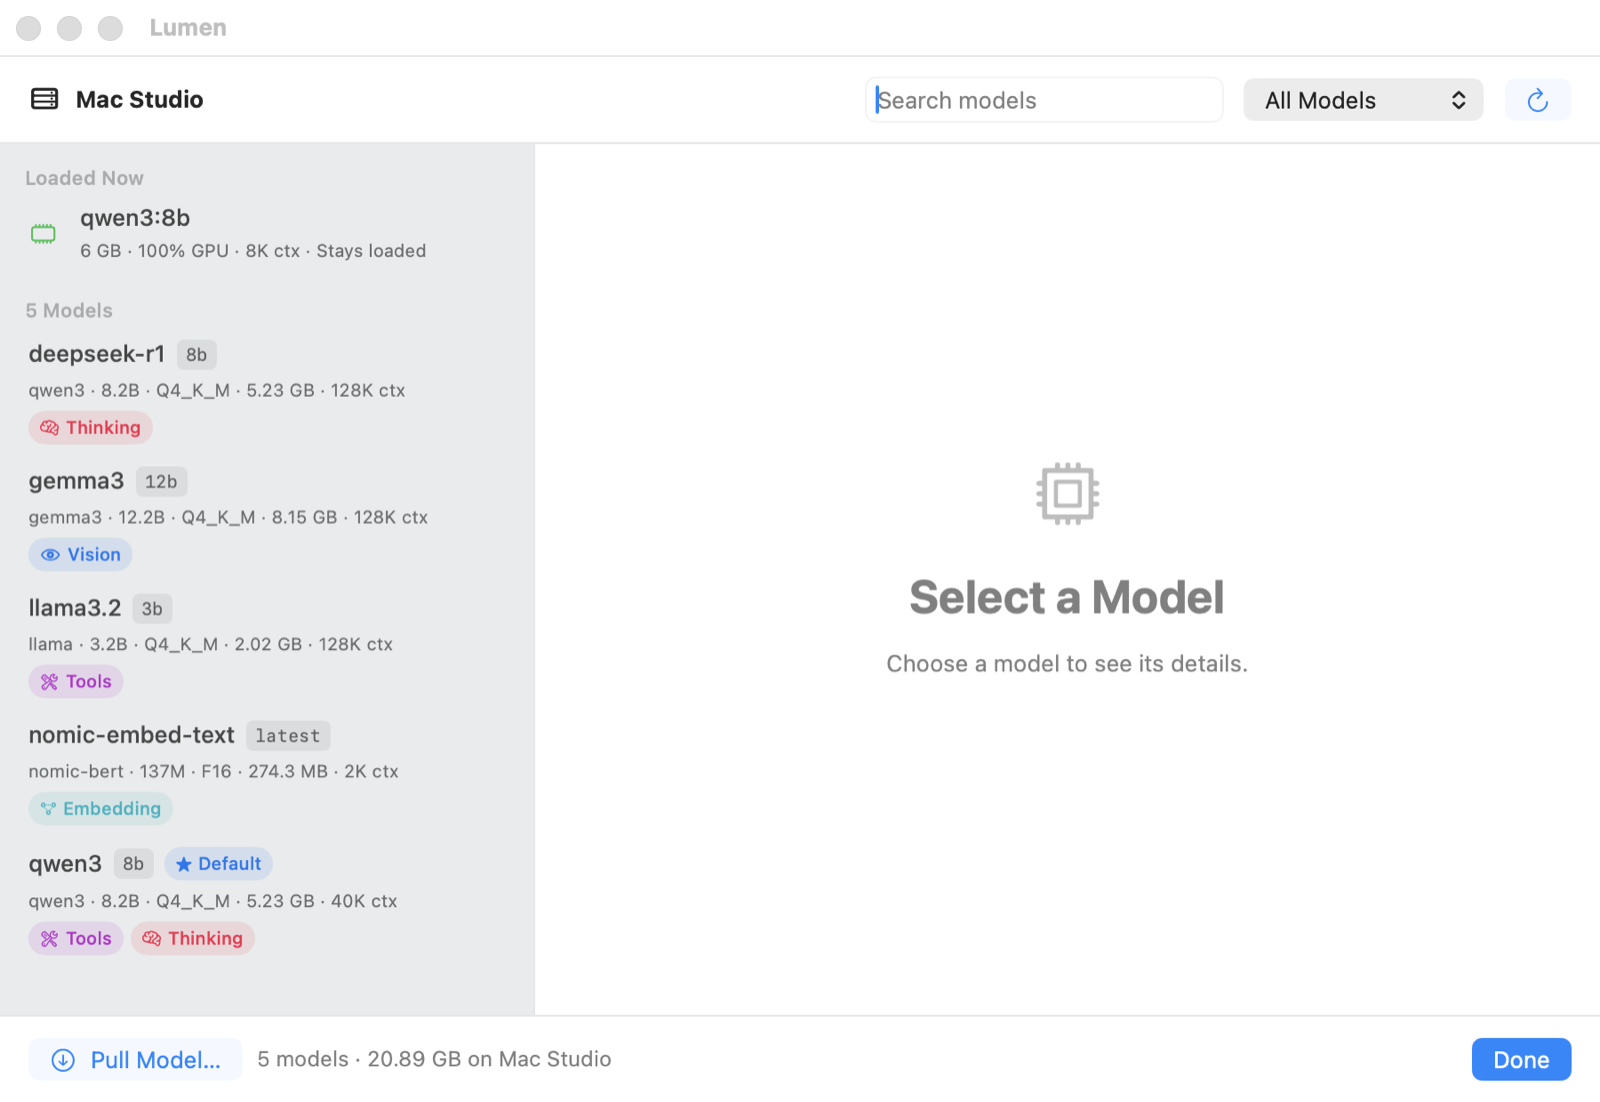 Lumen
Mac Studio
Search models
All Models
Loaded Now
qwen3:8b
6 GB · 100% GPU · 8K ctx · Stays loaded
5 Models
deepseek-r1 8b
qwen3 · 8.2B · Q4_K_M · 5.23 GB · 128K ctx
Thinking
gemma3 12b
gemma3 · 12.2B · Q4_K_M · 8.15 GB · 128K ctx
Vision
llama3.2 3b
llama · 3.2B · Q4_K_M · 2.02 GB · 128K ctx
Tools
nomic-embed-text latest
nomic-bert · 137M · F16 · 274.3 MB · 2K ctx
Embedding
qwen3 8b Default
qwen3 · 8.2B · Q4_K_M · 5.23 GB · 40K ctx
Tools Thinking
Select a Model
Choose a model to see its details.
Pull Model... 5 models · 20.89 GB on Mac Studio
Done